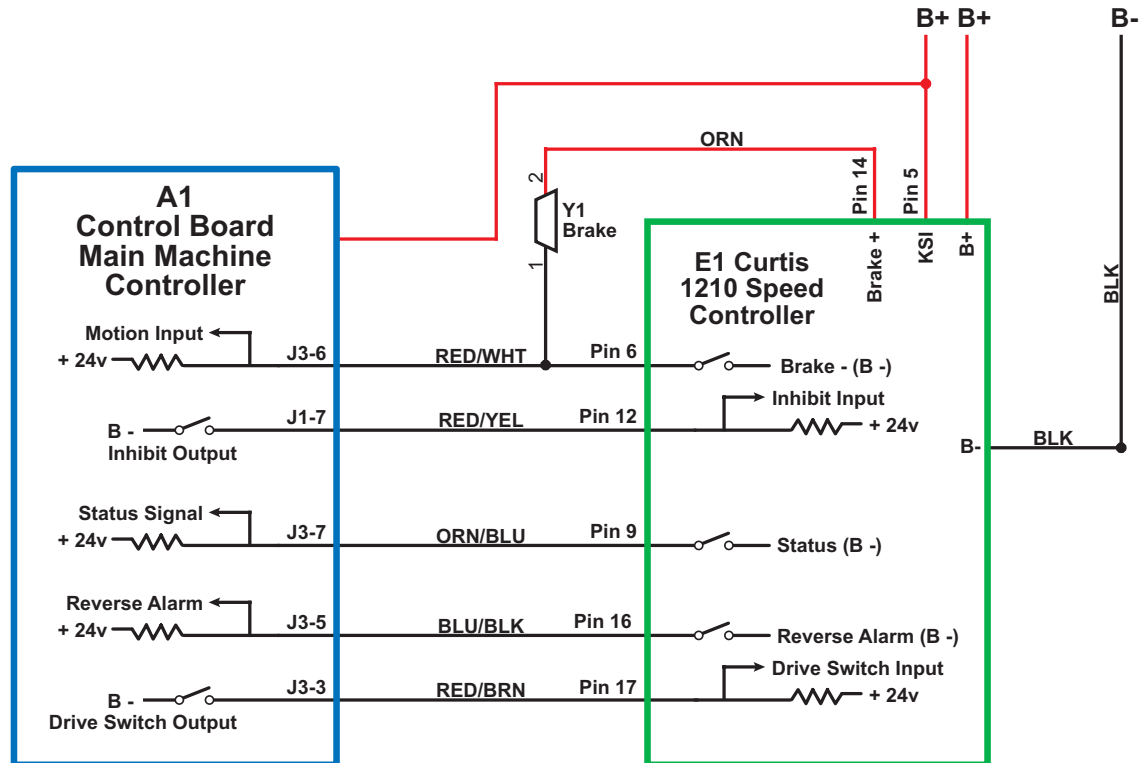 B+ B+ B-
ORN
Pin 14
Pin 5
BLK
2
Y1
Brake
1
A1
Control Board
Main Machine
Controller
Brake +
KSI
B+
E1 Curtis
1210 Speed
Controller
Motion Input
+ 24v
J3-6
RED/WHT
Pin 6
Brake - (B -)
B -
Inhibit Output
J1-7
RED/YEL
Pin 12
Inhibit Input
+ 24v
B-
BLK
Status Signal
+ 24v
J3-7
ORN/BLU
Pin 9
Status (B -)
Reverse Alarm
+ 24v
J3-5
BLU/BLK
Pin 16
Reverse Alarm (B -)
B -
Drive Switch Output
J3-3
RED/BRN
Pin 17
Drive Switch Input
+ 24v